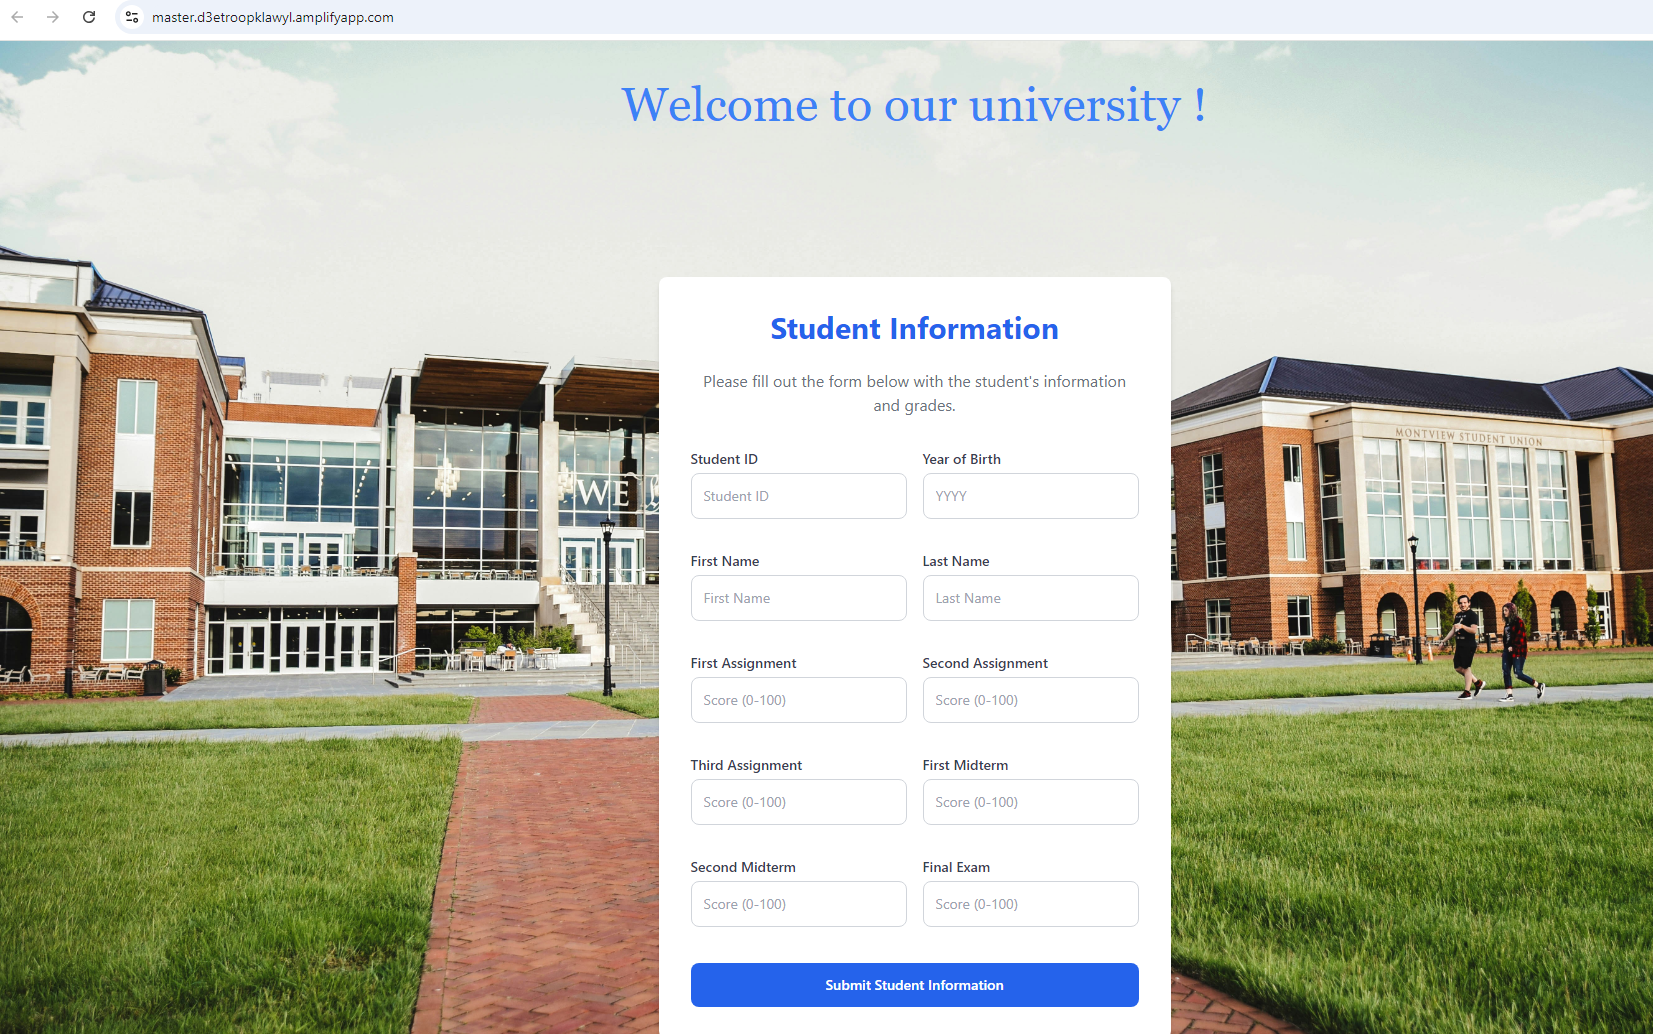 master.d3etroopklawyl.amplifyapp.com
Welcome to our university !
Student Information
Please fill out the form below with the student's information
and grades.
Student ID
Year of Birth
Student ID
YYYY
First Name
Last Name
First Name
Last Name
First Assignment
Second Assignment
Score (0-100)
Score (0-100)
Third Assignment
First Midterm
Score (0-100)
Score (0-100)
Second Midterm
Final Exam
Score (0-100)
Score (0-100)
Submit Student Information
WE
MONTVIEW STUDENT UNION